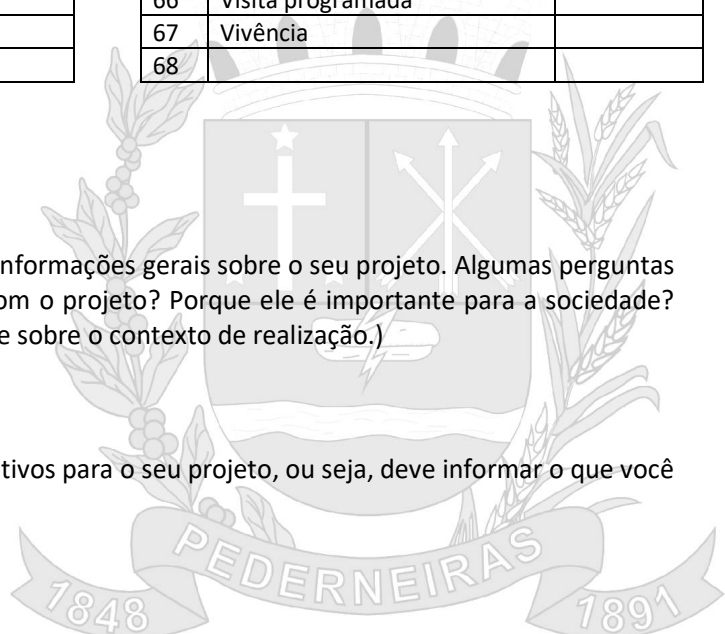 66 Visita programada
67 Vivência
68
nformações gerais sobre o seu projeto. Algumas perguntas
om o projeto? Porque ele é importante para a sociedade?
e sobre o contexto de realização.)
tivos para o seu projeto, ou seja, deve informar o que você
PEDERNEIRAS
1848 1891